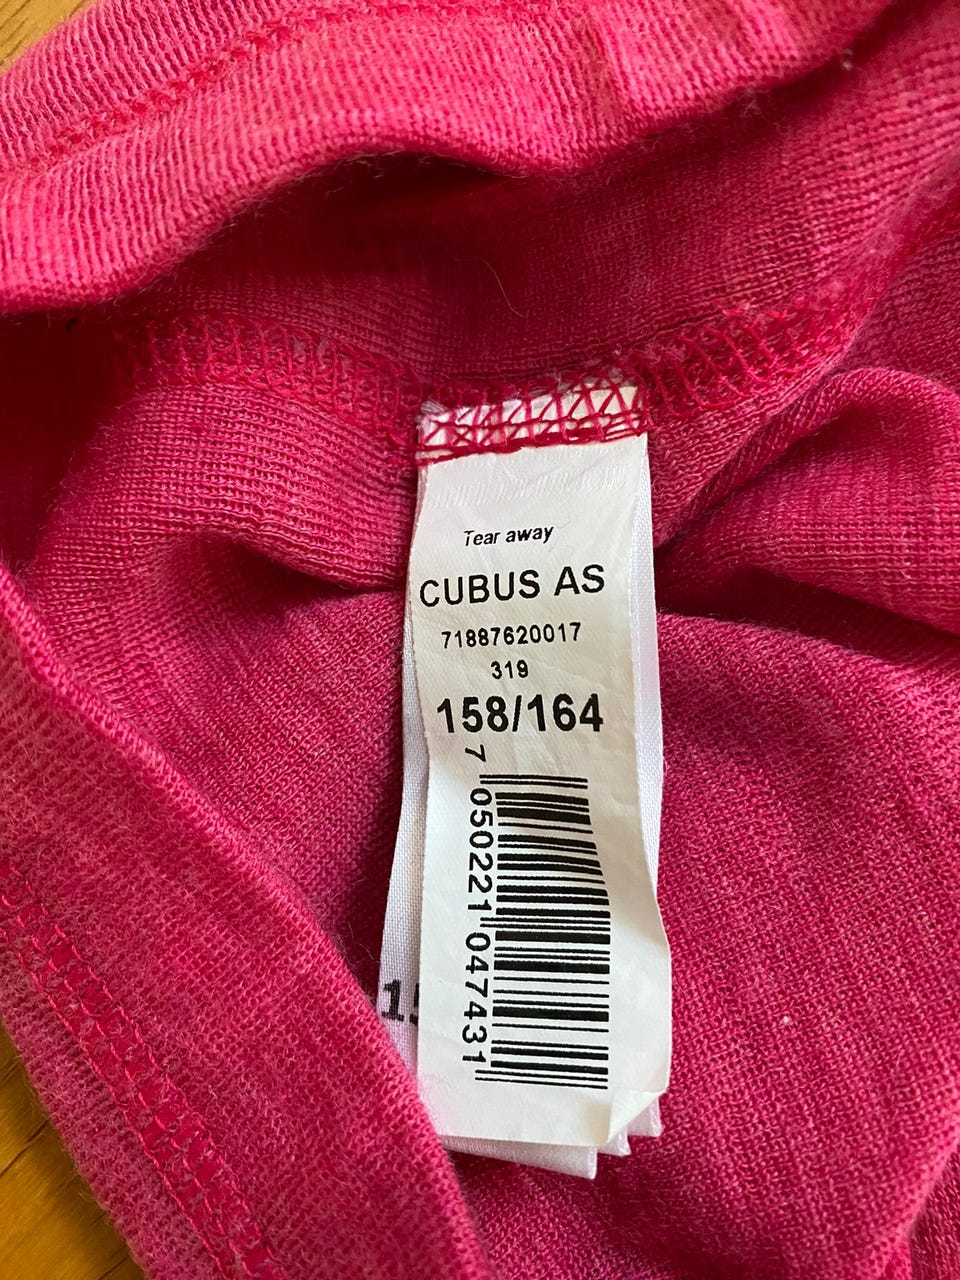 Tear away
CUBUS AS
71887620017
319
158/164
7 050221 047431